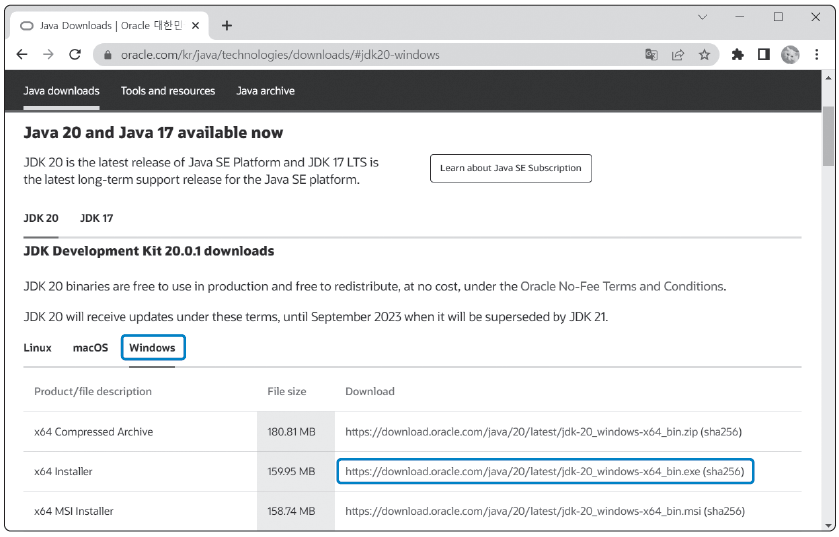 Java Downloads | Oracle 대한민
oracle.com/kr/java/technologies/downloads/#jdk20-windows
Java downloads Tools and resources Java archive
Java 20 and Java 17 available now
JDK 20 is the latest release of Java SE Platform and JDK 17 LTS is
the latest long-term support release for the Java SE platform.
Learn about Java SE Subscription
JDK 20 JDK 17
JDK Development Kit 20.0.1 downloads
JDK 20 binaries are free to use in production and free to redistribute, at no cost, under the Oracle No-Fee Terms and Conditions.
JDK 20 will receive updates under these terms, until September 2023 when it will be superseded by JDK 21.
Linux macOS Windows
Product/file description File size Download
x64 Compressed Archive 180.81 MB https://download.oracle.com/java/20/latest/jdk-20_windows-x64_bin.zip (sha256)
x64 Installer 159.95 MB https://download.oracle.com/java/20/latest/jdk-20_windows-x64_bin.exe (sha256)
x64 MSI Installer 158.74 MB https://download.oracle.com/java/20/latest/jdk-20_windows-x64_bin.msi (sha256)